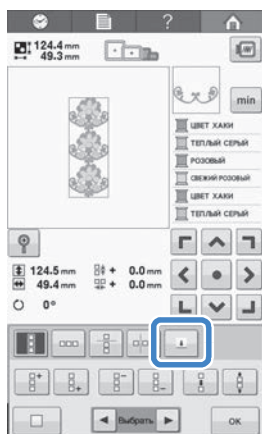 ?
124.4 mm
49.3 mm
min
ЦВЕТ ХАКИ
ТЕПЛЫЙ СЕРЫЙ
РОЗОВЫЙ
СВЕЖИЙ РОЗОВЫЙ
ЦВЕТ ХАКИ
ТЕПЛЫЙ СЕРЫЙ
124.5 mm + 0.0 mm
49.4 mm + 0.0 mm
0°
Выбрать
OK